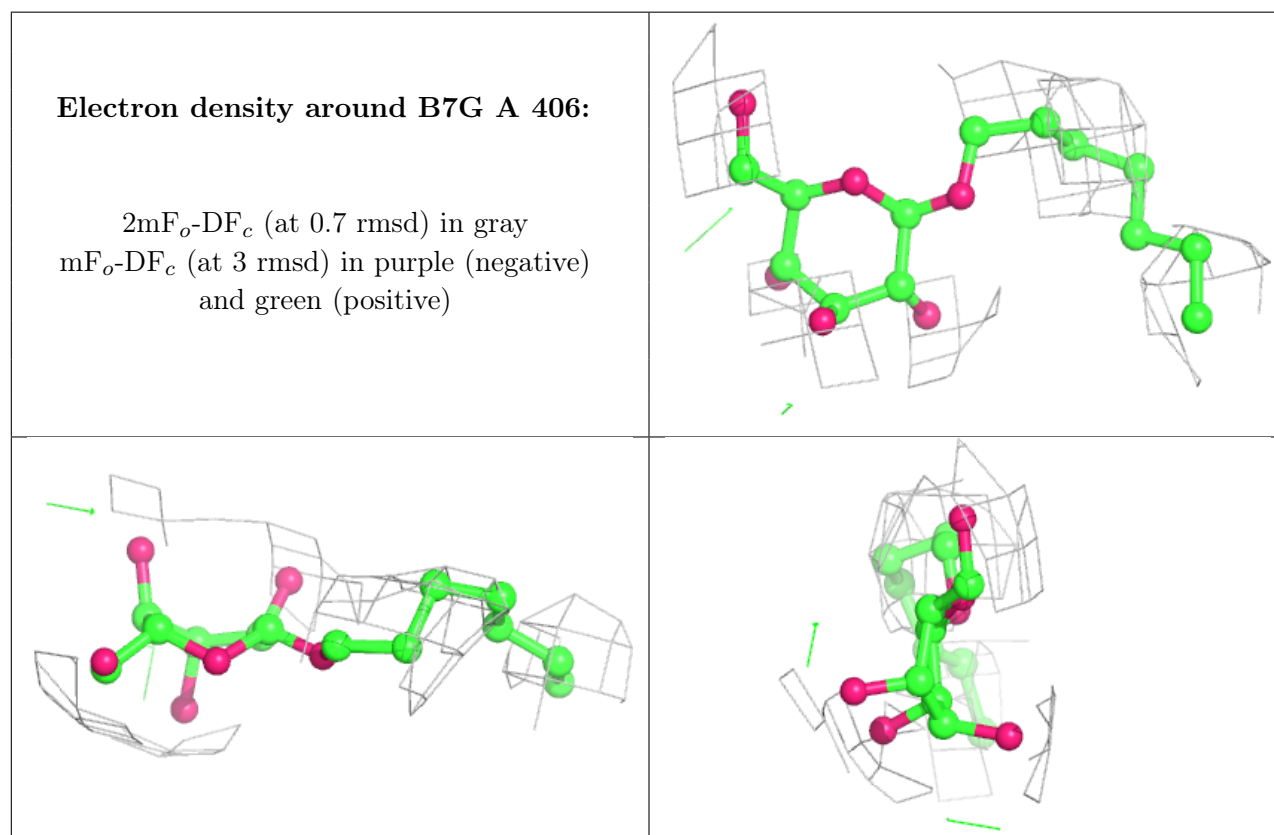 Electron density around B7G A 406:
2mFo-DFc (at 0.7 rmsd) in gray
mFo-DFc (at 3 rmsd) in purple (negative)
and green (positive)